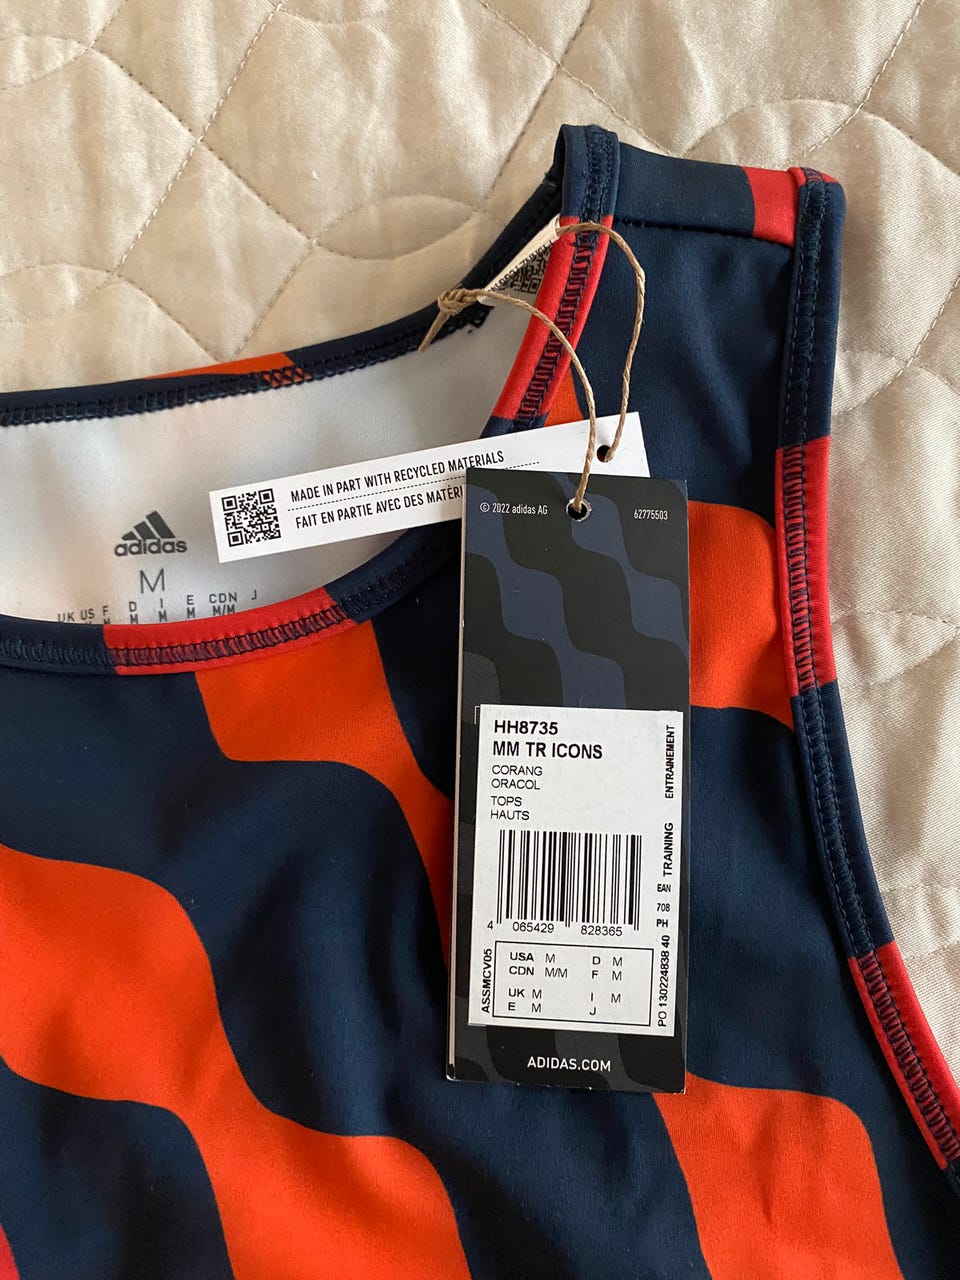 MADE IN PART WITH RECYCLED MATERIALS
FAIT EN PARTIE AVEC DES
adidas
M
UK US F D I E CDN J
M M M M/M
© 2022 adidas AG
62775503
HH8735
MM TR ICONS
CORANG
ORACOL
TOPS
HAUTS
TRAINING ENTRAINEMENT
4 065429 828365
EAN
708
PH
PO 130224838 40
ASSMCV05
USA M D M
CDN M/M F M
UK M I M
E M J
ADIDAS.COM